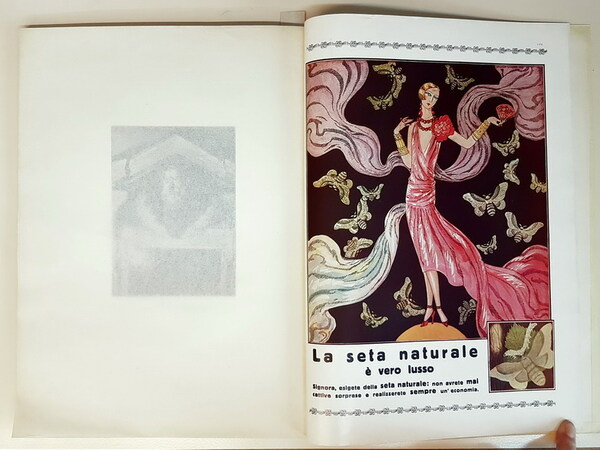 La seta naturale
è vero lusso
Signora, esigete della seta naturale: non avrete mai
cattive sorprese e realizzerete sempre un'economia.